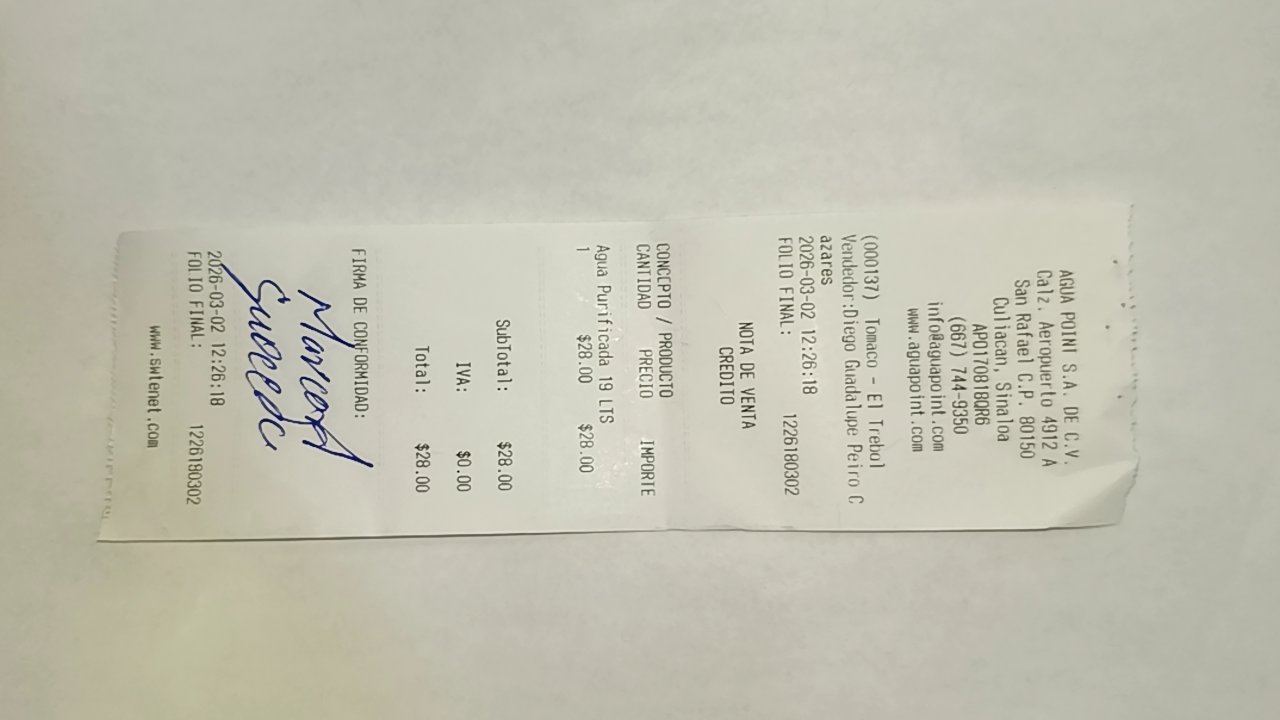 AGUA POINT S.A. DE C.V.
Calz. Aeropuerto 4912 A
San Rafael C.P. 80150
Culiacan, Sinaloa
APO170818QR6
(667) 744-9350
info@aguapoint.com
www.aguapoint.com
(000137) Tomaco - El Trebol
Vendedor:Diego Guadalupe Peiro C
azares
2026-03-02 12:26:18
FOLIO FINAL: 1226180302
NOTA DE VENTA
CREDITO
CONCEPTO / PRODUCTO
CANTIDAD PRECIO IMPORTE
Agua Purificada 19 LTS
1 $28.00 $28.00
SubTotal: $28.00
IVA: $0.00
Total: $28.00
FIRMA DE CONFORMIDAD:
2026-03-02 12:26:18
FOLIO FINAL: 1226180302
www.swtenet.com